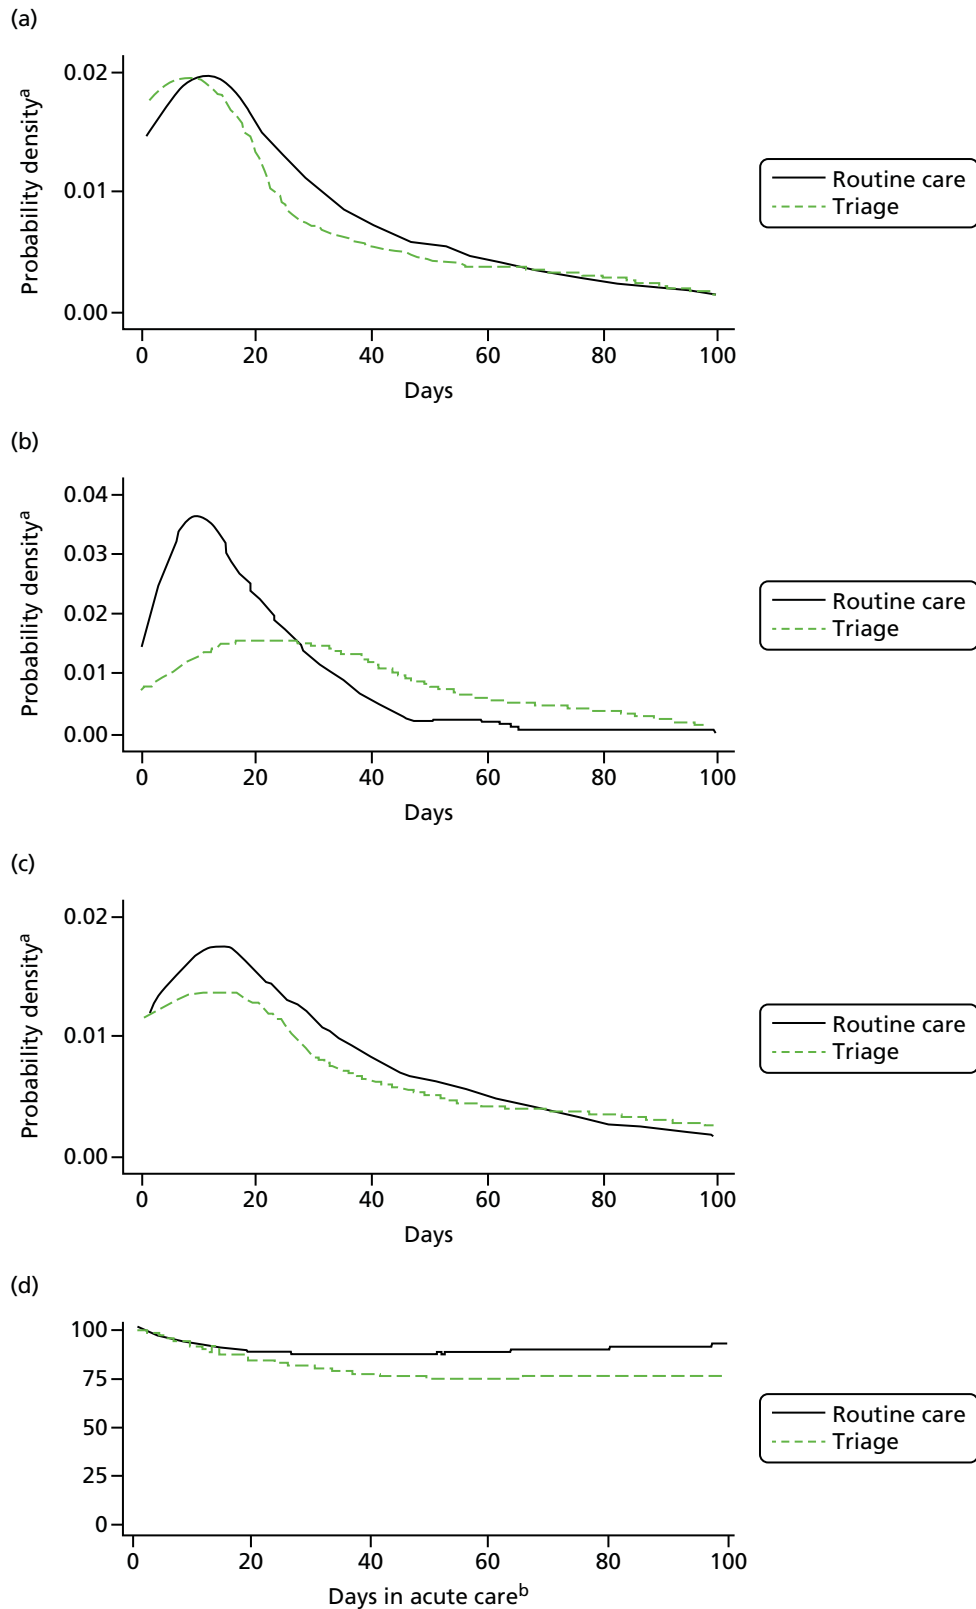 (a)
Probability densityᵃ
0.02
0.01
0.00
0 20 40 60 80 100
Days
Routine care
Triage
(b)
Probability densityᵃ
0.04
0.03
0.02
0.01
0.00
0 20 40 60 80 100
Days
Routine care
Triage
(c)
Probability densityᵃ
0.02
0.01
0.00
0 20 40 60 80 100
Days
Routine care
Triage
(d)
100
75
50
25
0
0 20 40 60 80 100
Days in acute careᵇ
Routine care
Triage